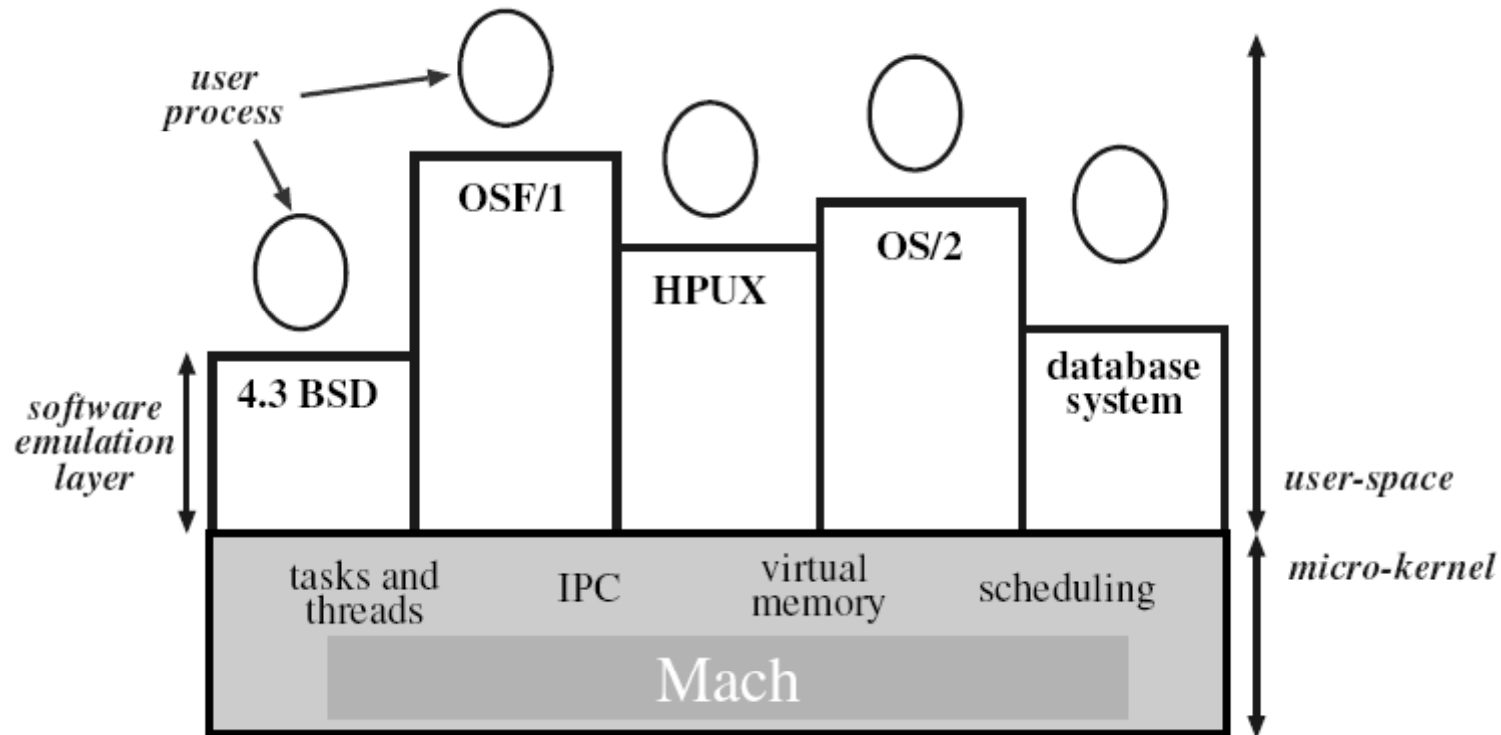 user
process
OSF/1
OS/2
HPUX
4.3 BSD
database
system
software
emulation
layer
user-space
micro-kernel
tasks and
threads
IPC
virtual
memory
scheduling
Mach